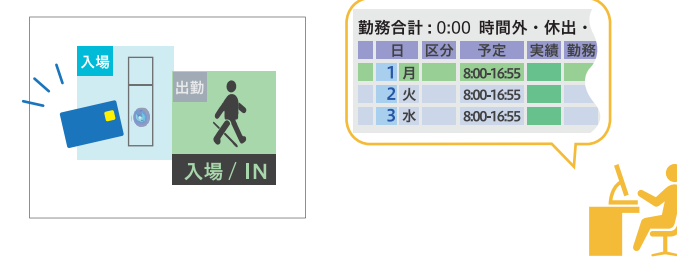 入場
出勤
入場 / IN
勤務合計 : 0:00 時間外・休出・
日 区分 予定 実績 勤務
1 月 8:00-16:55
2 火 8:00-16:55
3 水 8:00-16:55